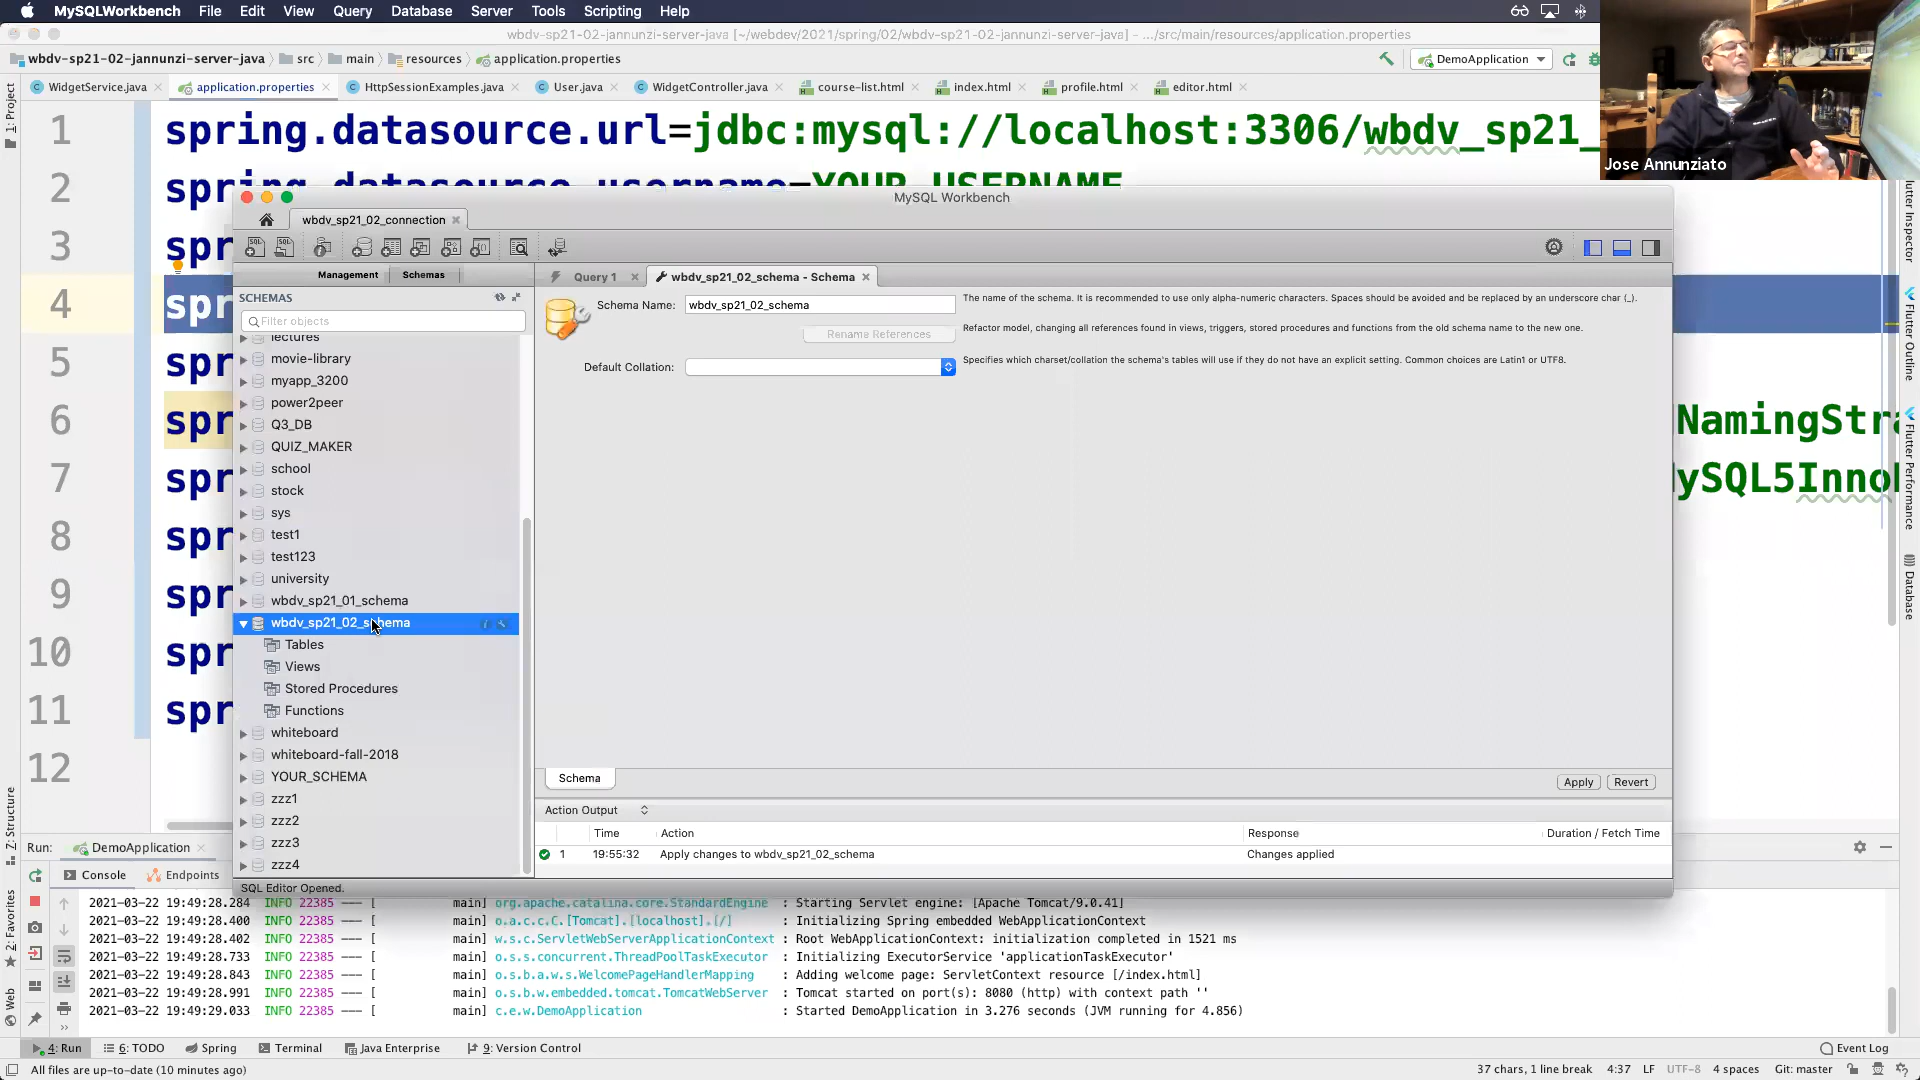 MySQLWorkbench File Edit View Query Database Server Tools Scripting Help
wbdv-sp21-02-jannunzi-server-java [~/webdev/2021/spring/02/wbdv-sp21-02-jannunzi-server-java] - .../src/main/resources/application.properties
wbdv-sp21-02-jannunzi-server-java src main resources application.properties
DemoApplication
1: Project
WidgetService.java application.properties HttpSessionExamples.java User.java WidgetController.java course-list.html index.html profile.html editor.html
Jose Annunziato
1 spring.datasource.url=jdbc:mysql://localhost:3306/wbdv_sp21_
2 spring.datasource.username=YOUR_USERNAME
3 spr
4 spr
5 spr
6 spr NamingStra
7 spr ySQL5Inno
8 spr
9 spr
10 spr
11 spr
12
MySQL Workbench
wbdv_sp21_02_connection
Management Schemas
Query 1
wbdv_sp21_02_schema - Schema
SCHEMAS
Filter objects
lectures
movie-library
myapp_3200
power2peer
Q3_DB
QUIZ_MAKER
school
stock
sys
test1
test123
university
wbdv_sp21_01_schema
wbdv_sp21_02_schema
Tables
Views
Stored Procedures
Functions
whiteboard
whiteboard-fall-2018
YOUR_SCHEMA
zzz1
zzz2
zzz3
zzz4
Schema Name: wbdv_sp21_02_schema
The name of the schema. It is recommended to use only alpha-numeric characters. Spaces should be avoided and be replaced by an underscore char (_).
Rename References
Refactor model, changing all references found in views, triggers, stored procedures and functions from the old schema name to the new one.
Default Collation:
Specifies which charset/collation the schema's tables will use if they do not have an explicit setting. Common choices are Latin1 or UTF8.
Schema
Apply Revert
Action Output
Time Action Response Duration / Fetch Time
1 19:55:32 Apply changes to wbdv_sp21_02_schema Changes applied
SQL Editor Opened.
utter Inspector
Flutter Outline
Flutter Performance
Database
Z: Structure
2: Favorites
Web
Run: DemoApplication
Console Endpoints
2021-03-22 19:49:28.284 INFO 22385 --- [ main] org.apache.catalina.core.StandardEngine : Starting Servlet engine: [Apache Tomcat/9.0.41]
2021-03-22 19:49:28.400 INFO 22385 --- [ main] o.a.c.c.C.[Tomcat].[localhost].[/] : Initializing Spring embedded WebApplicationContext
2021-03-22 19:49:28.402 INFO 22385 --- [ main] w.s.c.ServletWebServerApplicationContext : Root WebApplicationContext: initialization completed in 1521 ms
2021-03-22 19:49:28.733 INFO 22385 --- [ main] o.s.s.concurrent.ThreadPoolTaskExecutor : Initializing ExecutorService 'applicationTaskExecutor'
2021-03-22 19:49:28.843 INFO 22385 --- [ main] o.s.b.a.w.s.WelcomePageHandlerMapping : Adding welcome page: ServletContext resource [/index.html]
2021-03-22 19:49:28.991 INFO 22385 --- [ main] o.s.b.w.embedded.tomcat.TomcatWebServer : Tomcat started on port(s): 8080 (http) with context path ''
2021-03-22 19:49:29.033 INFO 22385 --- [ main] c.e.w.DemoApplication : Started DemoApplication in 3.276 seconds (JVM running for 4.856)
4: Run 6: TODO Spring Terminal Java Enterprise 9: Version Control Event Log
All files are up-to-date (10 minutes ago) 37 chars, 1 line break 4:37 LF UTF-8 4 spaces Git: master